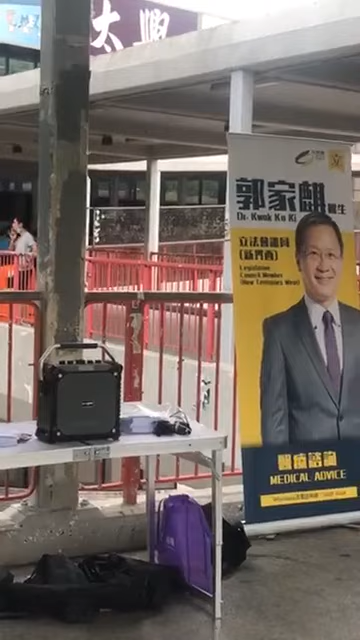 太興
郭家麒醫生
Dr. Kwok Ka Ki
立法會議員
(新界西)
Legislative
Council Member
(New Territories West)
醫療諮詢
MEDICAL ADVICE